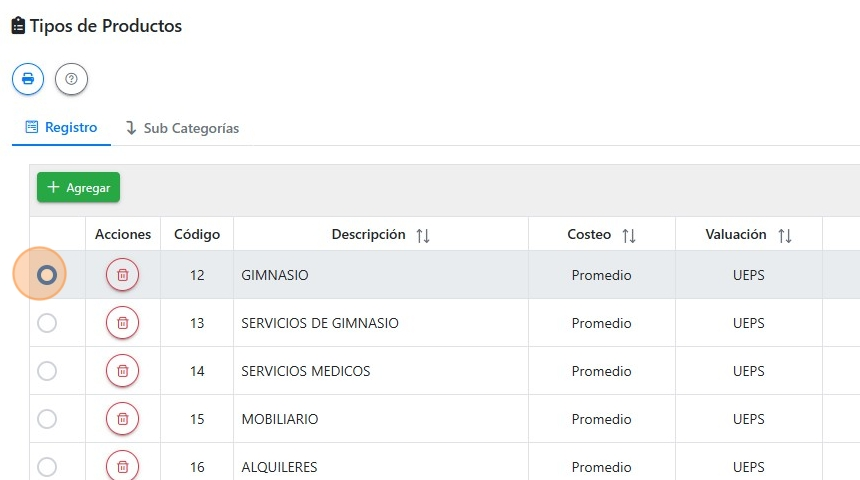 Tipos de Productos
Registro Sub Categorías
Agregar
Acciones Código Descripción Costeo Valuación
12 GIMNASIO Promedio UEPS
13 SERVICIOS DE GIMNASIO Promedio UEPS
14 SERVICIOS MEDICOS Promedio UEPS
15 MOBILIARIO Promedio UEPS
16 ALQUILERES Promedio UEPS